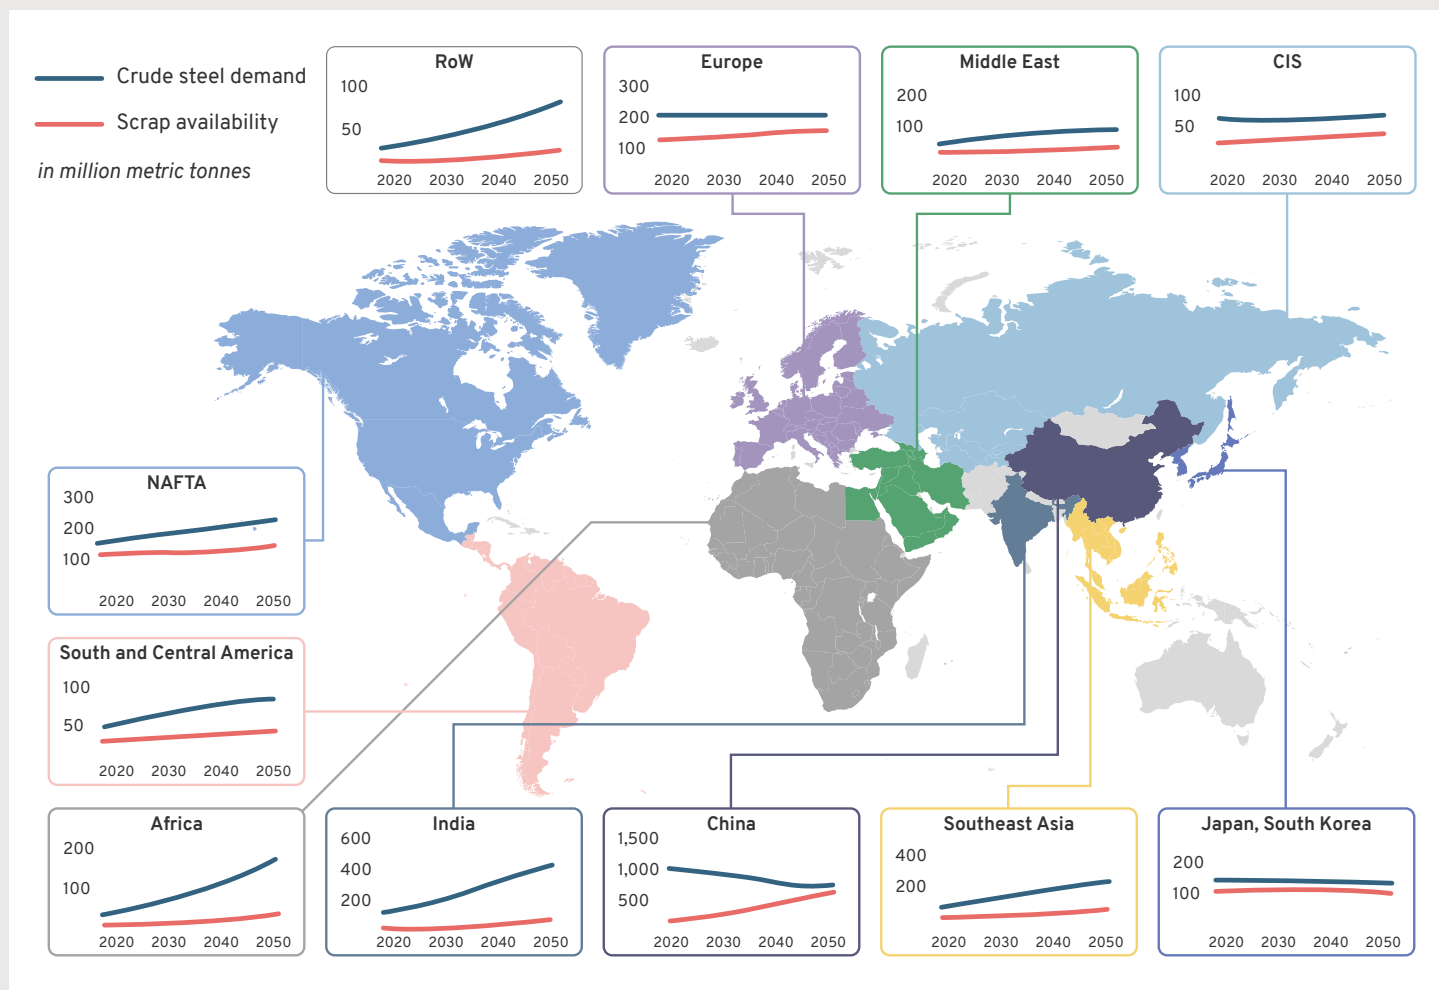 Crude steel demand
Scrap availability
in million metric tonnes
RoW
100
50
2020 2030 2040 2050
Europe
300
200
100
2020 2030 2040 2050
Middle East
200
100
2020 2030 2040 2050
CIS
100
50
2020 2030 2040 2050
NAFTA
300
200
100
2020 2030 2040 2050
South and Central America
100
50
2020 2030 2040 2050
Africa
200
100
2020 2030 2040 2050
India
600
400
200
2020 2030 2040 2050
China
1,500
1,000
500
2020 2030 2040 2050
Southeast Asia
400
200
2020 2030 2040 2050
Japan, South Korea
200
100
2020 2030 2040 2050